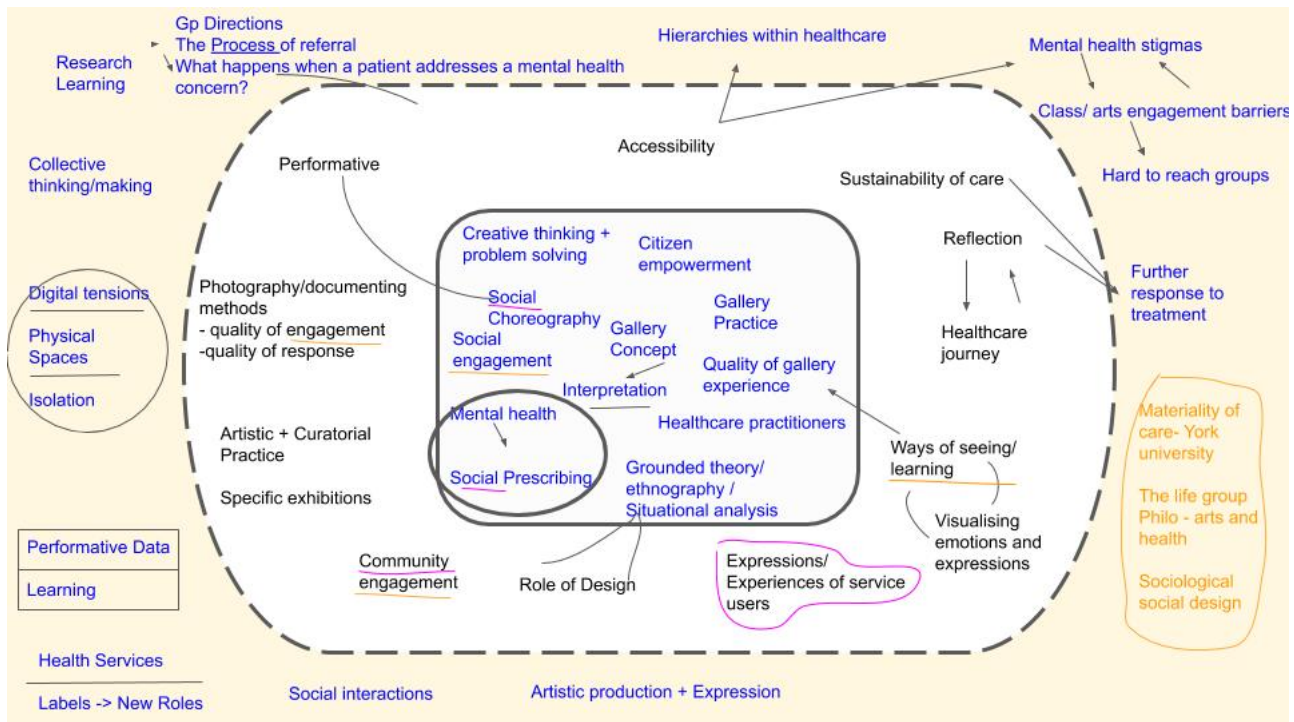 Gp Directions
The Process of referral
What happens when a patient addresses a mental health
concern?
Research
Learning
Hierarchies within healthcare
Mental health stigmas
Class/ arts engagement barriers
Hard to reach groups
Collective
thinking/making
Performative
Accessibility
Sustainability of care
Reflection
Healthcare
journey
Further
response to
treatment
Creative thinking +
problem solving
Citizen
empowerment
Social
Choreography
Gallery
Practice
Social
engagement
Gallery
Concept
Quality of gallery
experience
Interpretation
Mental health
Healthcare practitioners
Social Prescribing
Grounded theory/
ethnography /
Situational analysis
Digital tensions
Physical
Spaces
Isolation
Photography/documenting
methods
- quality of engagement
-quality of response
Artistic + Curatorial
Practice
Specific exhibitions
Ways of seeing/
learning
Visualising
emotions and
expressions
Materiality of
care- York
university
The life group
Philo - arts and
health
Sociological
social design
Performative Data
Learning
Community
engagement
Role of Design
Expressions/
Experiences of service
users
Health Services
Labels -> New Roles
Social interactions
Artistic production + Expression